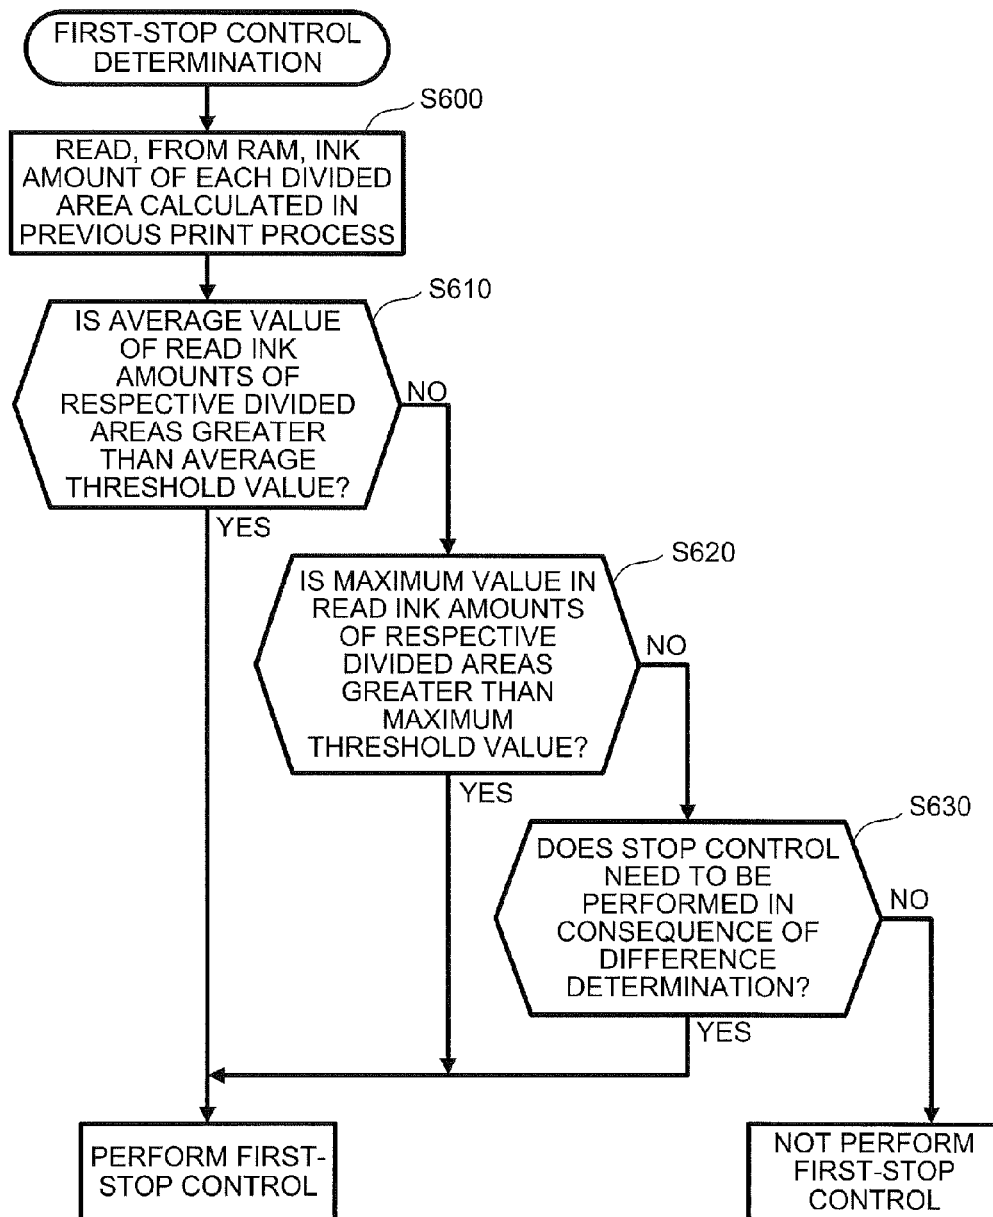 FIRST-STOP CONTROL
DETERMINATION
S600
READ, FROM RAM, INK
AMOUNT OF EACH DIVIDED
AREA CALCULATED IN
PREVIOUS PRINT PROCESS
S610
IS AVERAGE VALUE
OF READ INK
AMOUNTS OF
RESPECTIVE DIVIDED
AREAS GREATER
THAN AVERAGE
THRESHOLD VALUE?
NO
YES
S620
IS MAXIMUM VALUE IN
READ INK AMOUNTS
OF RESPECTIVE
DIVIDED AREAS
GREATER THAN
MAXIMUM
THRESHOLD VALUE?
NO
YES
S630
DOES STOP CONTROL
NEED TO BE
PERFORMED IN
CONSEQUENCE OF
DIFFERENCE
DETERMINATION?
NO
YES
PERFORM FIRST-
STOP CONTROL
NOT PERFORM
FIRST-STOP
CONTROL